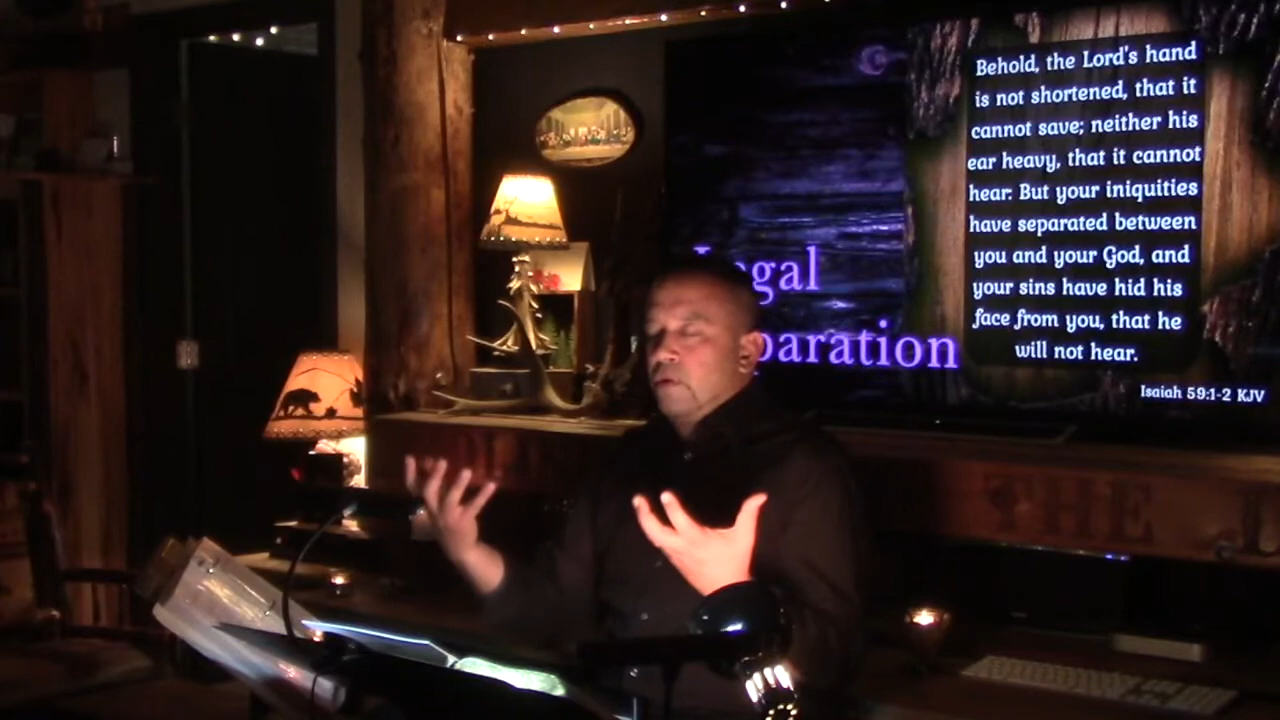 Behold, the Lord's hand
is not shortened, that it
cannot save; neither his
ear heavy, that it cannot
hear: But your iniquities
have separated between
you and your God, and
your sins have hid his
face from you, that he
will not hear.
Isaiah 59:1-2 KJV
THE